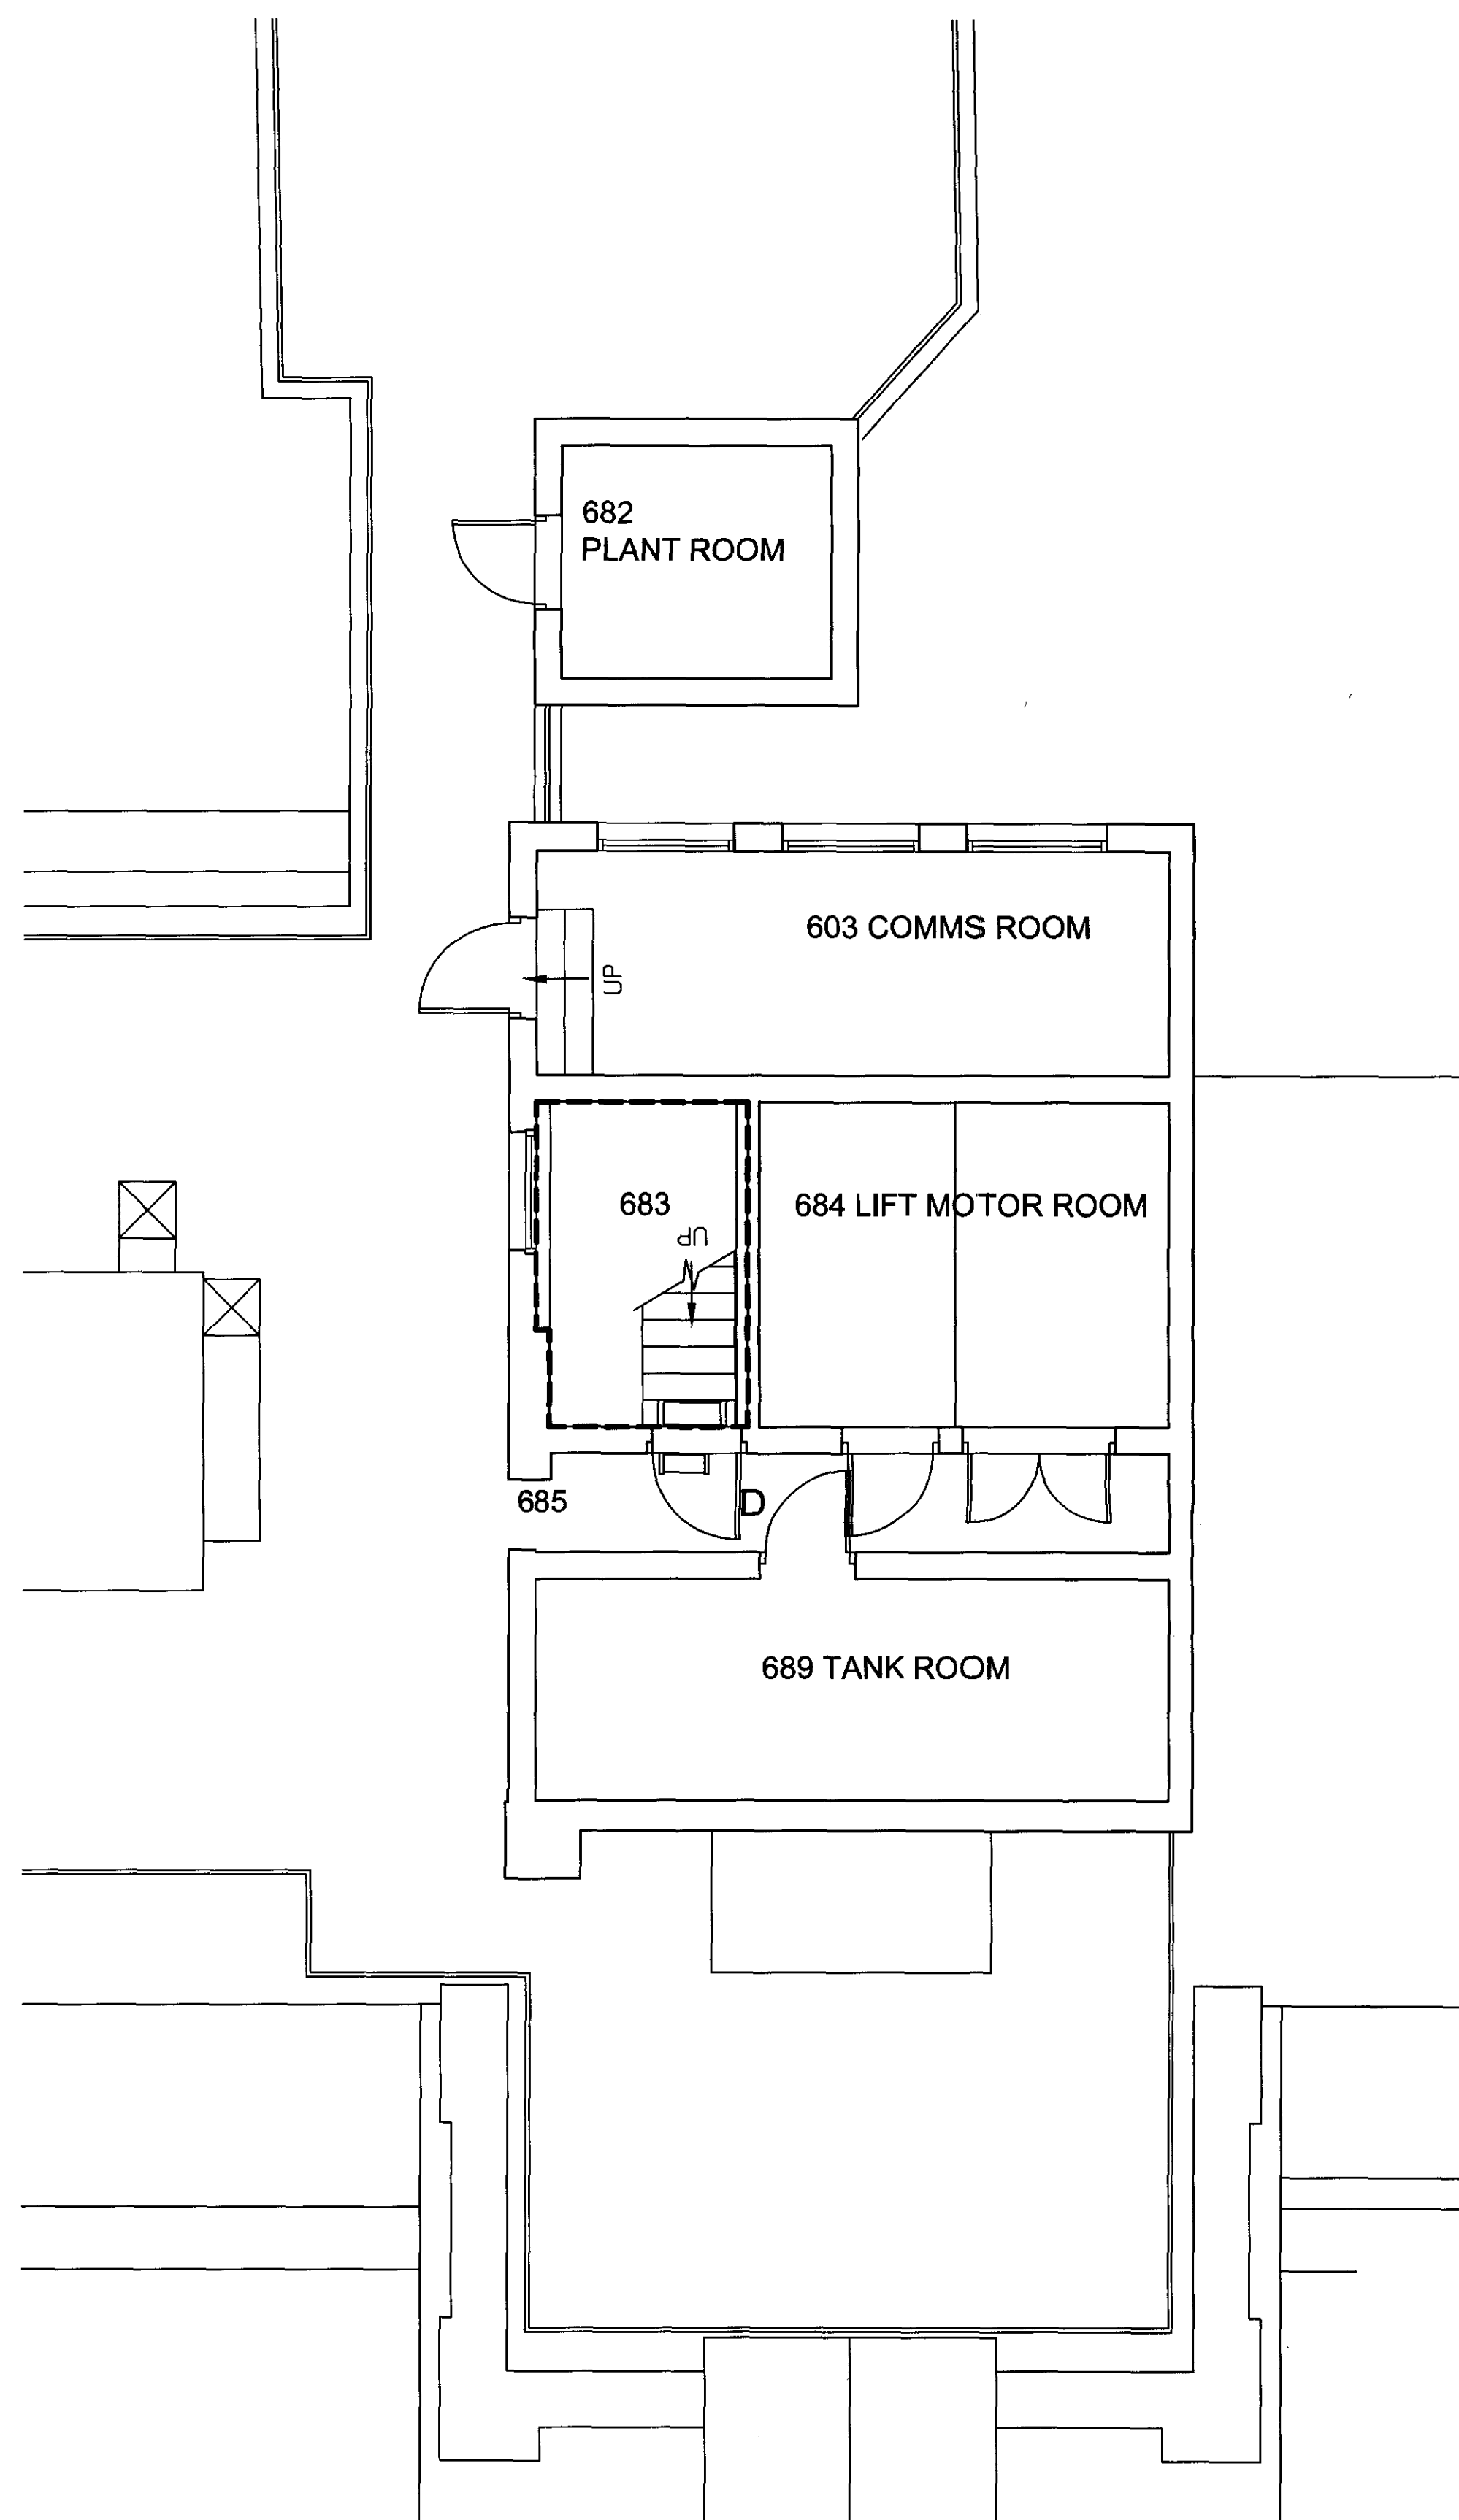 682
PLANT ROOM
603 COMMS ROOM
UP
683
684 LIFT MOTOR ROOM
UP
685
D
689 TANK ROOM